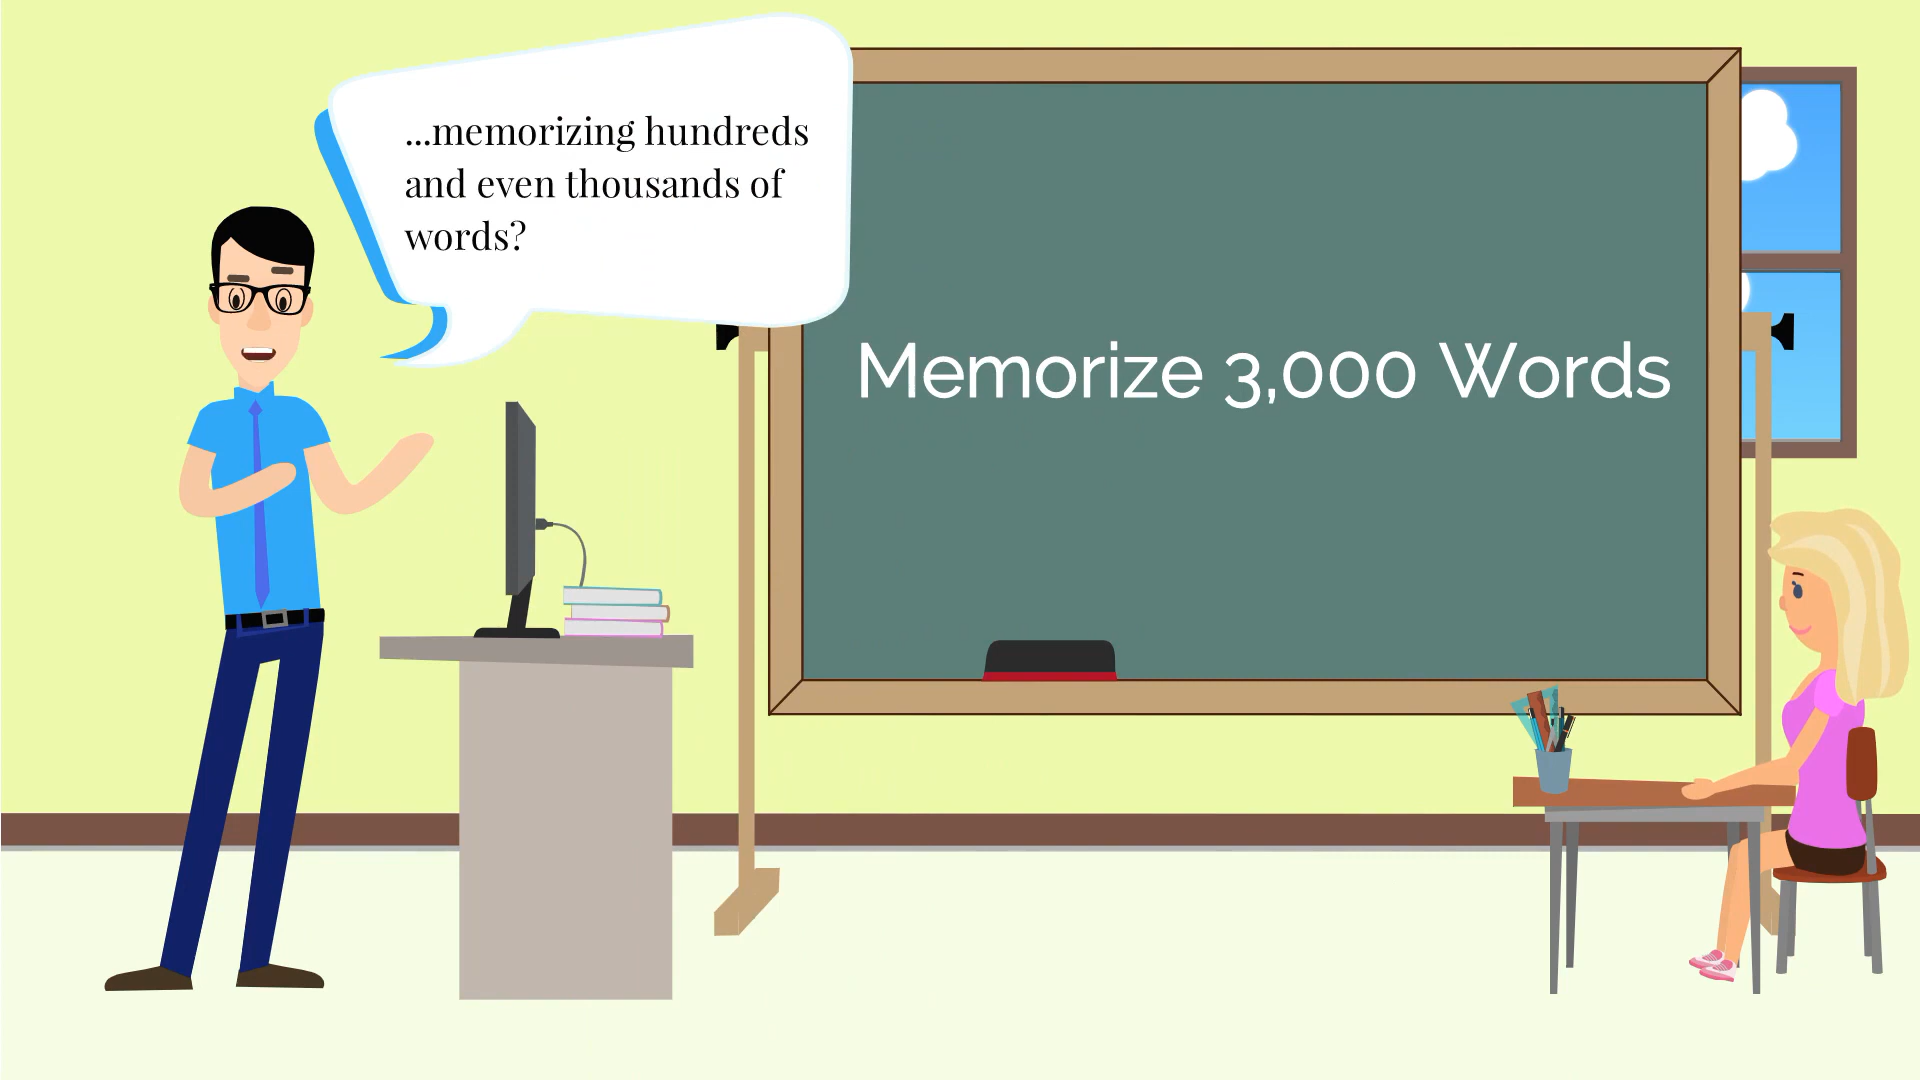 ...memorizing hundreds
and even thousands of
words?
Memorize 3,000 Words